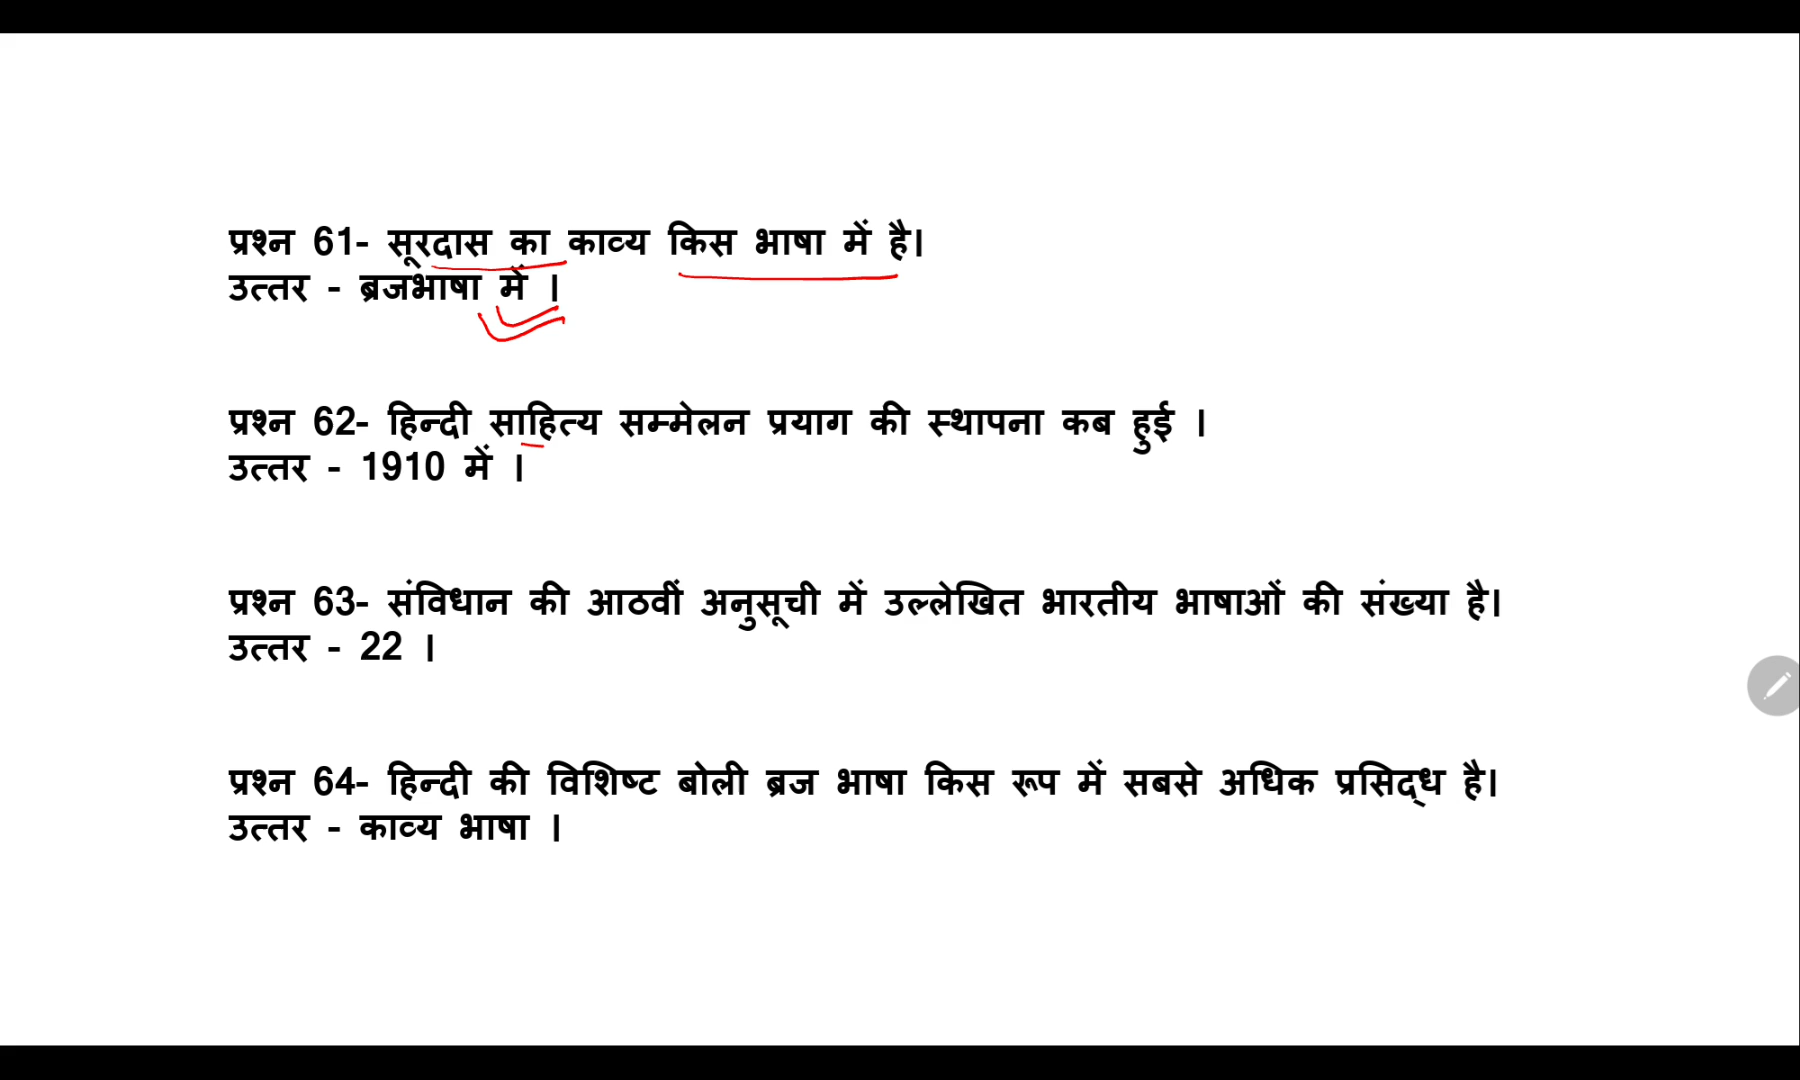 प्रश्न 61- सूरदास का काव्य किस भाषा में है।
उत्तर - ब्रजभाषा में ।
प्रश्न 62- हिन्दी साहित्य सम्मेलन प्रयाग की स्थापना कब हुई ।
उत्तर - 1910 में ।
प्रश्न 63- संविधान की आठवीं अनुसूची में उल्लेखित भारतीय भाषाओं की संख्या है।
उत्तर - 22 ।
प्रश्न 64- हिन्दी की विशिष्ट बोली ब्रज भाषा किस रूप में सबसे अधिक प्रसिद्ध है।
उत्तर - काव्य भाषा ।